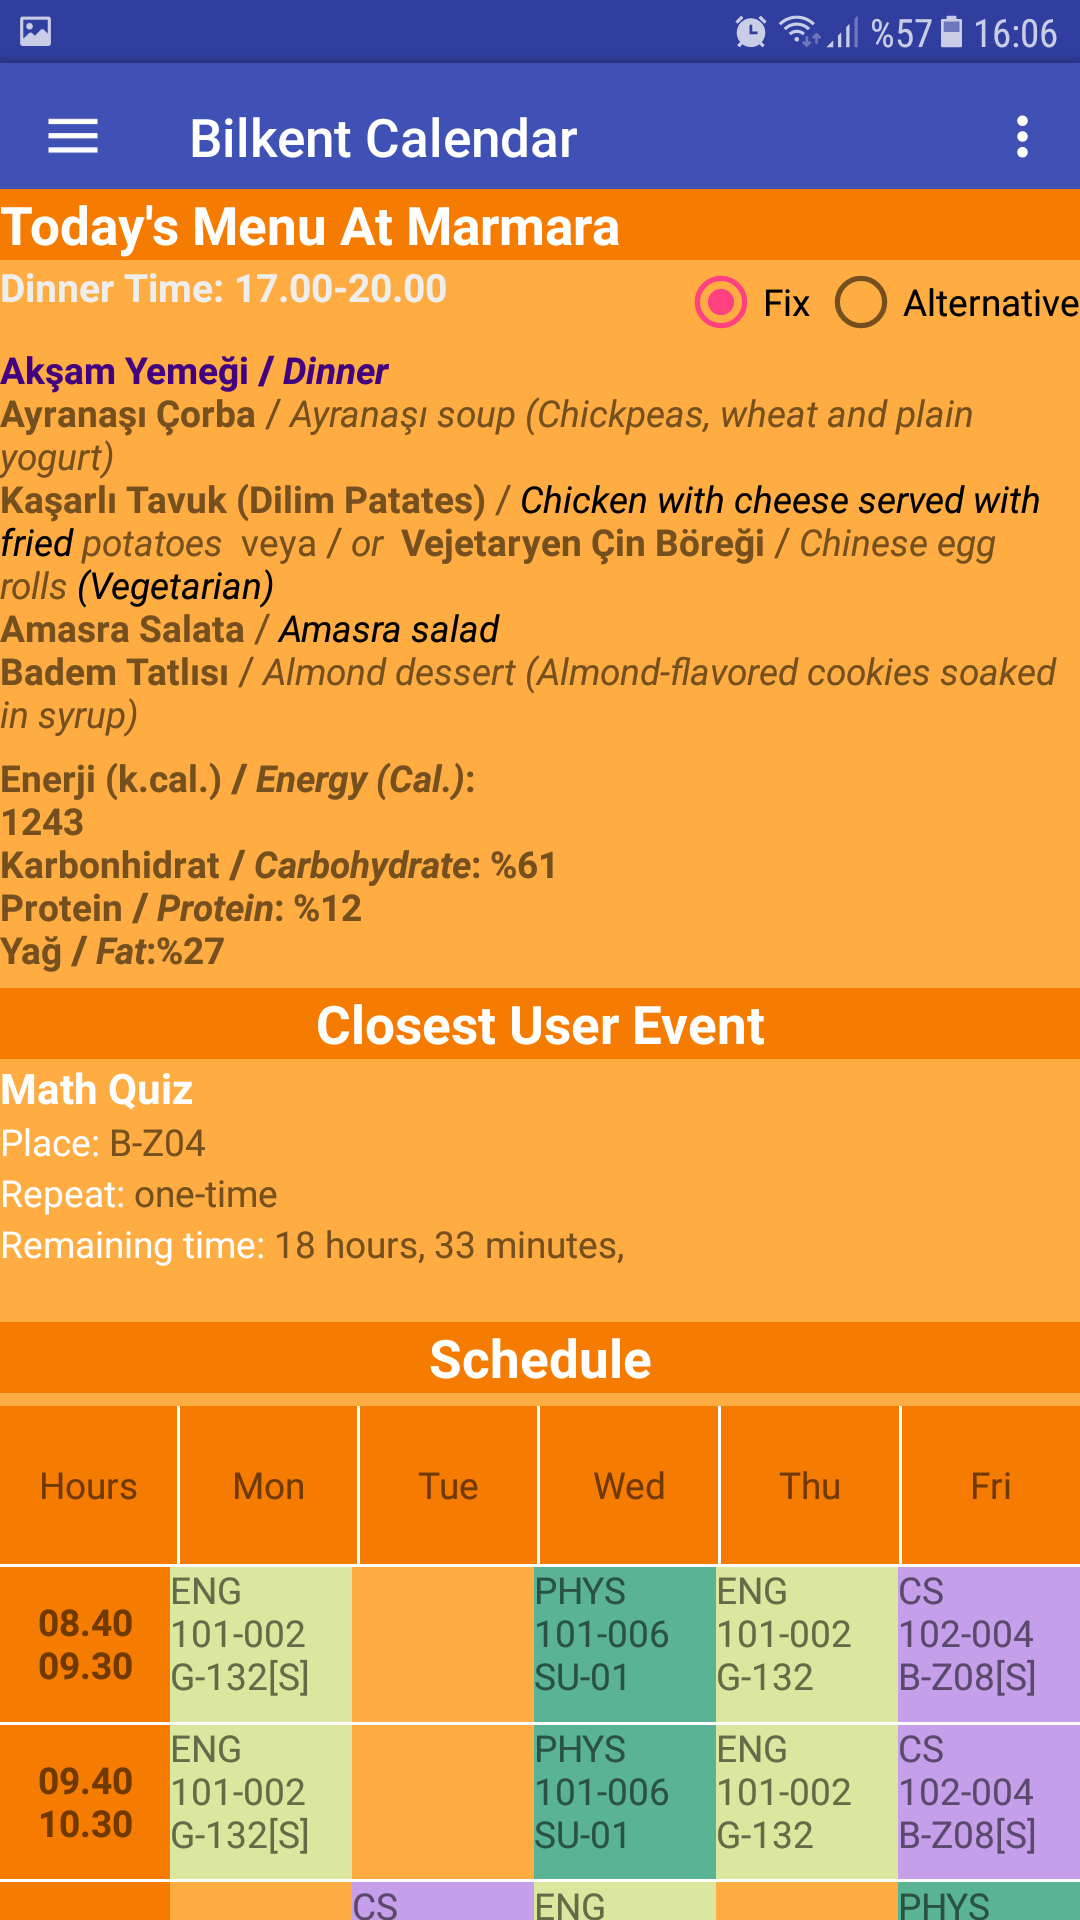 %57 16:06
Bilkent Calendar
Today's Menu At Marmara
Dinner Time: 17.00-20.00
Fix Alternative
Akşam Yemeği / Dinner
Ayranaşı Çorba / Ayranaşı soup (Chickpeas, wheat and plain
yogurt)
Kaşarlı Tavuk (Dilim Patates) / Chicken with cheese served with
fried potatoes veya / or Vejetaryen Çin Böreği / Chinese egg
rolls (Vegetarian)
Amasra Salata / Amasra salad
Badem Tatlısı / Almond dessert (Almond-flavored cookies soaked
in syrup)
Enerji (k.cal.) / Energy (Cal.):
1243
Karbonhidrat / Carbohydrate: %61
Protein / Protein: %12
Yağ / Fat:%27
Closest User Event
Math Quiz
Place: B-Z04
Repeat: one-time
Remaining time: 18 hours, 33 minutes,
Schedule
Hours Mon Tue Wed Thu Fri
08.40
09.30
ENG
101-002
G-132[S]
PHYS
101-006
SU-01
ENG
101-002
G-132
CS
102-004
B-Z08[S]
09.40
10.30
ENG
101-002
G-132[S]
PHYS
101-006
SU-01
ENG
101-002
G-132
CS
102-004
B-Z08[S]
CS
ENG
PHYS